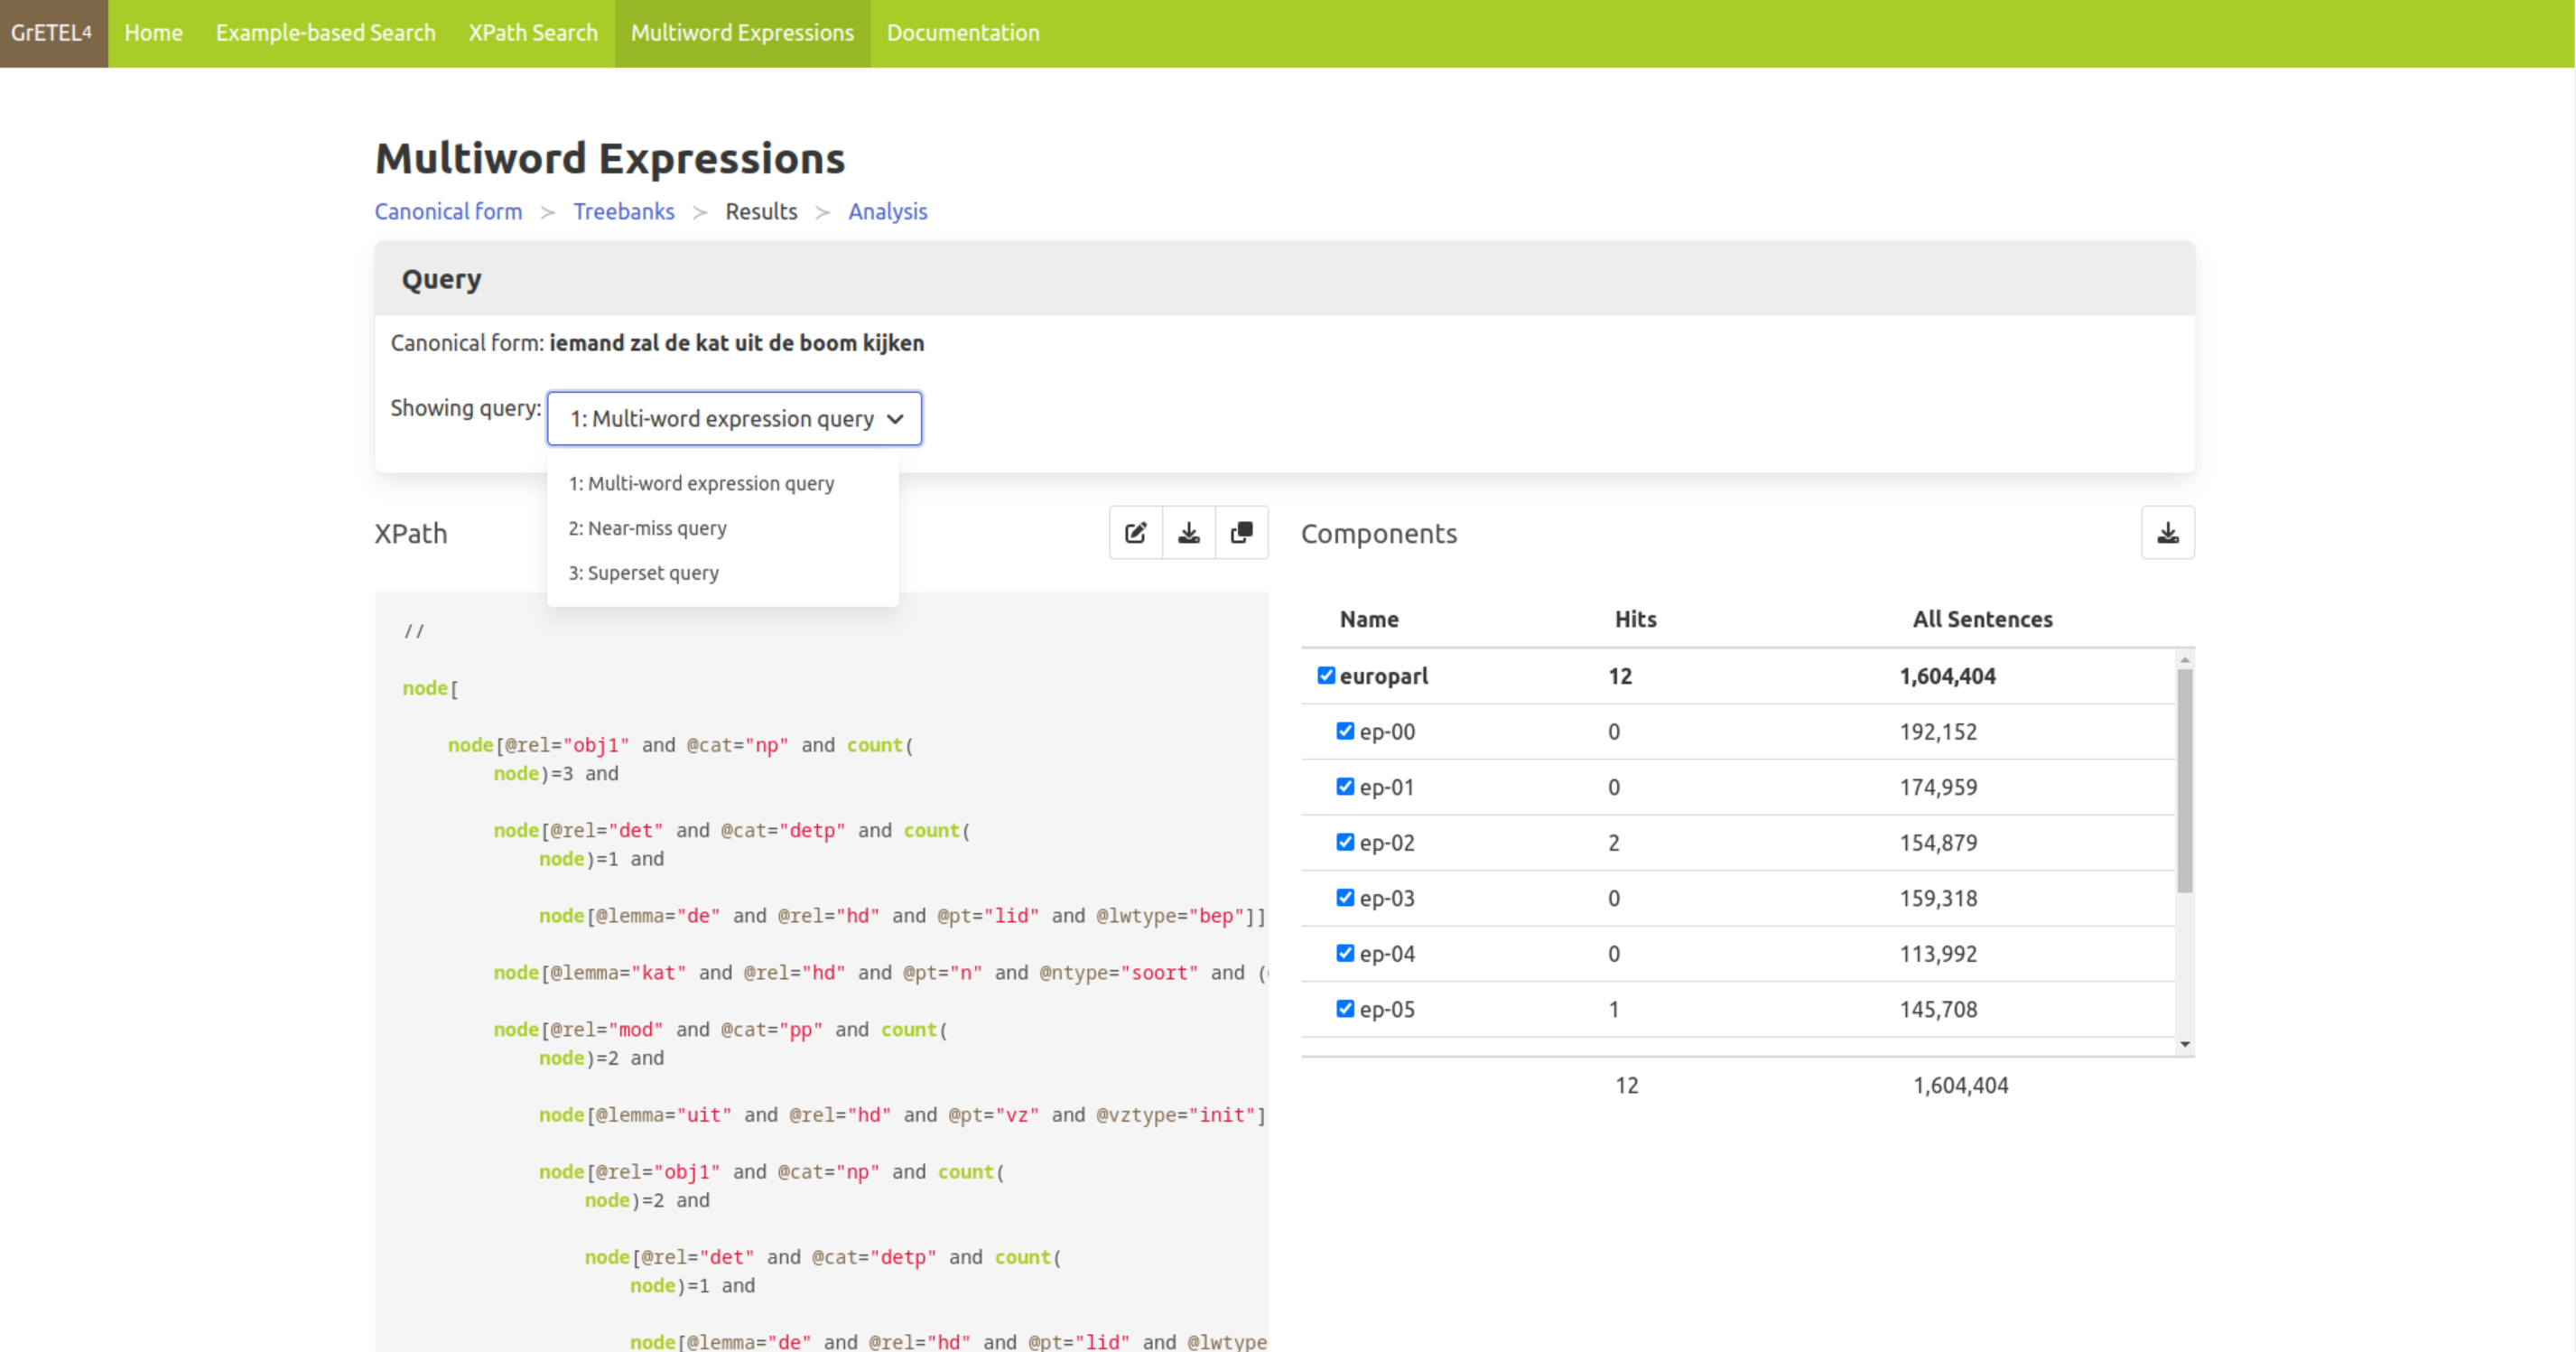 GrETEL4 Home Example-based Search XPath Search Multiword Expressions Documentation
Multiword Expressions
Canonical form > Treebanks > Results > Analysis
Query
Canonical form: iemand zal de kat uit de boom kijken
Showing query: 1: Multi-word expression query
1: Multi-word expression query
2: Near-miss query
3: Superset query
XPath
//
node[
node[@rel="obj1" and @cat="np" and count(
node)=3 and
node[@rel="det" and @cat="detp" and count(
node)=1 and
node[@lemma="de" and @rel="hd" and @pt="lid" and @lwtype="bep"]]
node[@lemma="kat" and @rel="hd" and @pt="n" and @ntype="soort" and (
node[@rel="mod" and @cat="pp" and count(
node)=2 and
node[@lemma="uit" and @rel="hd" and @pt="vz" and @vztype="init"]
node[@rel="obj1" and @cat="np" and count(
node)=2 and
node[@rel="det" and @cat="detp" and count(
node)=1 and
node[@lemma="de" and @rel="hd" and @pt="lid" and @lwtype
Components
Name Hits All Sentences
europarl 12 1,604,404
ep-00 0 192,152
ep-01 0 174,959
ep-02 2 154,879
ep-03 0 159,318
ep-04 0 113,992
ep-05 1 145,708
12 1,604,404